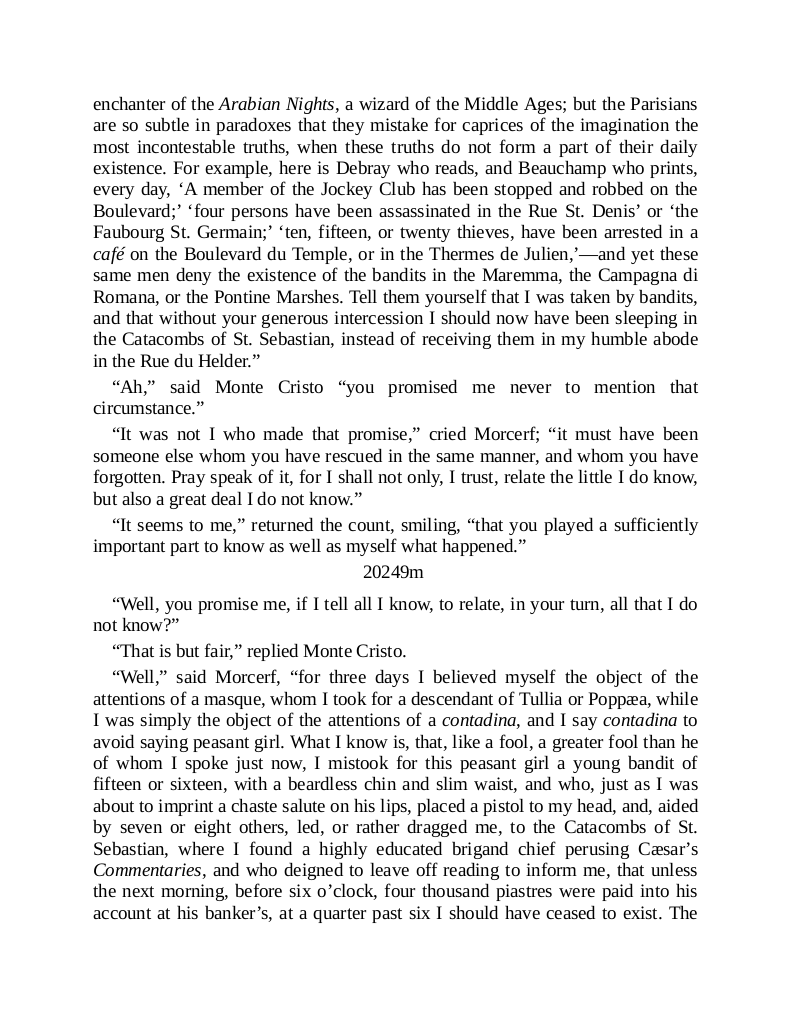 enchanter of the Arabian Nights, a wizard of the Middle Ages; but the Parisians
are so subtle in paradoxes that they mistake for caprices of the imagination the
most incontestable truths, when these truths do not form a part of their daily
existence. For example, here is Debray who reads, and Beauchamp who prints,
every day, ‘A member of the Jockey Club has been stopped and robbed on the
Boulevard;’ ‘four persons have been assassinated in the Rue St. Denis’ or ‘the
Faubourg St. Germain;’ ‘ten, fifteen, or twenty thieves, have been arrested in a
café on the Boulevard du Temple, or in the Thermes de Julien,’—and yet these
same men deny the existence of the bandits in the Maremma, the Campagna di
Romana, or the Pontine Marshes. Tell them yourself that I was taken by bandits,
and that without your generous intercession I should now have been sleeping in
the Catacombs of St. Sebastian, instead of receiving them in my humble abode
in the Rue du Helder.”
“Ah,” said Monte Cristo “you promised me never to mention that
circumstance.”
“It was not I who made that promise,” cried Morcerf; “it must have been
someone else whom you have rescued in the same manner, and whom you have
forgotten. Pray speak of it, for I shall not only, I trust, relate the little I do know,
but also a great deal I do not know.”
“It seems to me,” returned the count, smiling, “that you played a sufficiently
important part to know as well as myself what happened.”
20249m
“Well, you promise me, if I tell all I know, to relate, in your turn, all that I do
not know?”
“That is but fair,” replied Monte Cristo.
“Well,” said Morcerf, “for three days I believed myself the object of the
attentions of a masque, whom I took for a descendant of Tullia or Poppæa, while
I was simply the object of the attentions of a contadina, and I say contadina to
avoid saying peasant girl. What I know is, that, like a fool, a greater fool than he
of whom I spoke just now, I mistook for this peasant girl a young bandit of
fifteen or sixteen, with a beardless chin and slim waist, and who, just as I was
about to imprint a chaste salute on his lips, placed a pistol to my head, and, aided
by seven or eight others, led, or rather dragged me, to the Catacombs of St.
Sebastian, where I found a highly educated brigand chief perusing Cæsar’s
Commentaries, and who deigned to leave off reading to inform me, that unless
the next morning, before six o’clock, four thousand piastres were paid into his
account at his banker’s, at a quarter past six I should have ceased to exist. The